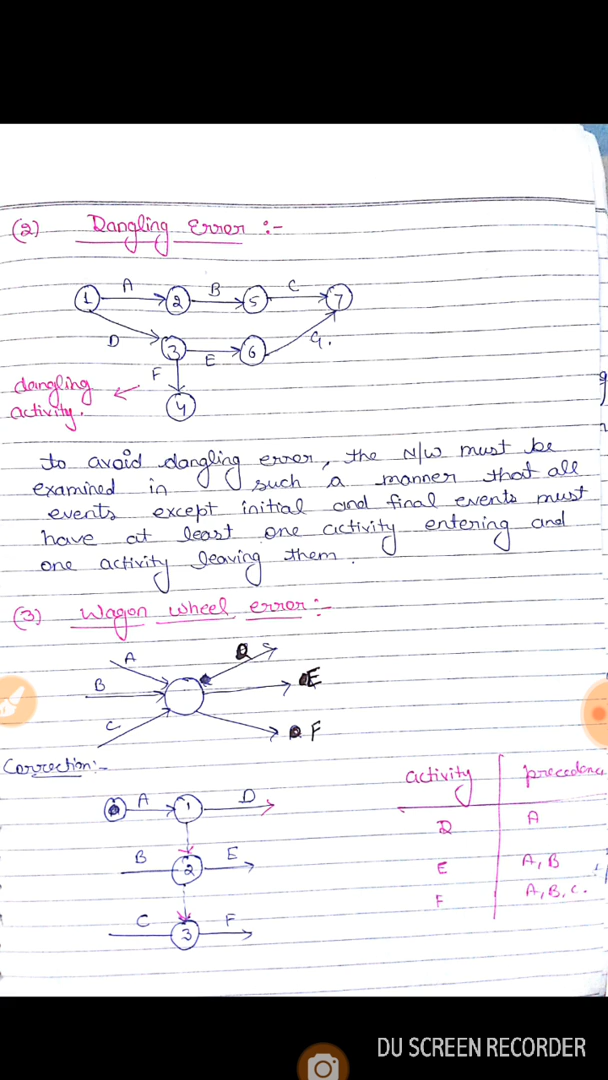 (2) Dangling Error :-
A
B
C
1
2
5
7
D
3
E
6
G.
F
dangling
activity.
4
to avoid dangling error, the N/W must be
examined in such a manner that all
events except initial and final events must
have at least one activity entering and
one activity leaving them.
(3) Wagon wheel error :-
A
D
B
E
C
F
Correction:-
activity precedence
A 1 D
D A
B 2 E
E A, B
F A, B, C.
C 3 F
DU SCREEN RECORDER